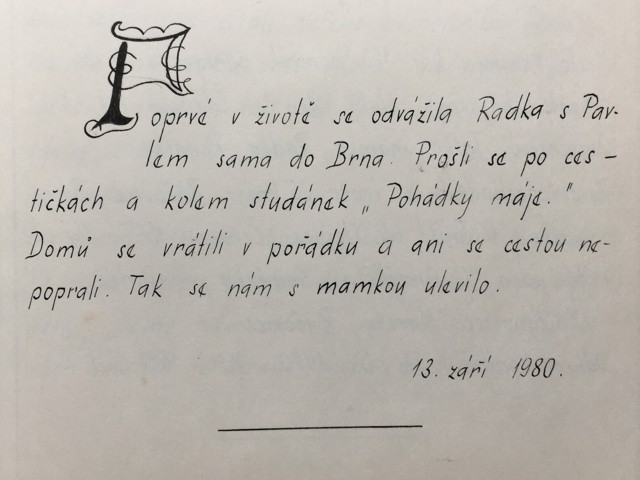 Poprvé v životě se odvážila Radka s Pav-
lem sama do Brna. Prošli se po ces-
tičkách a kolem studánek „Pohádky máje."
Domů se vrátili v pořádku a ani se cestou ne-
poprali. Tak se nám s mamkou ulevilo.
13. září 1980.